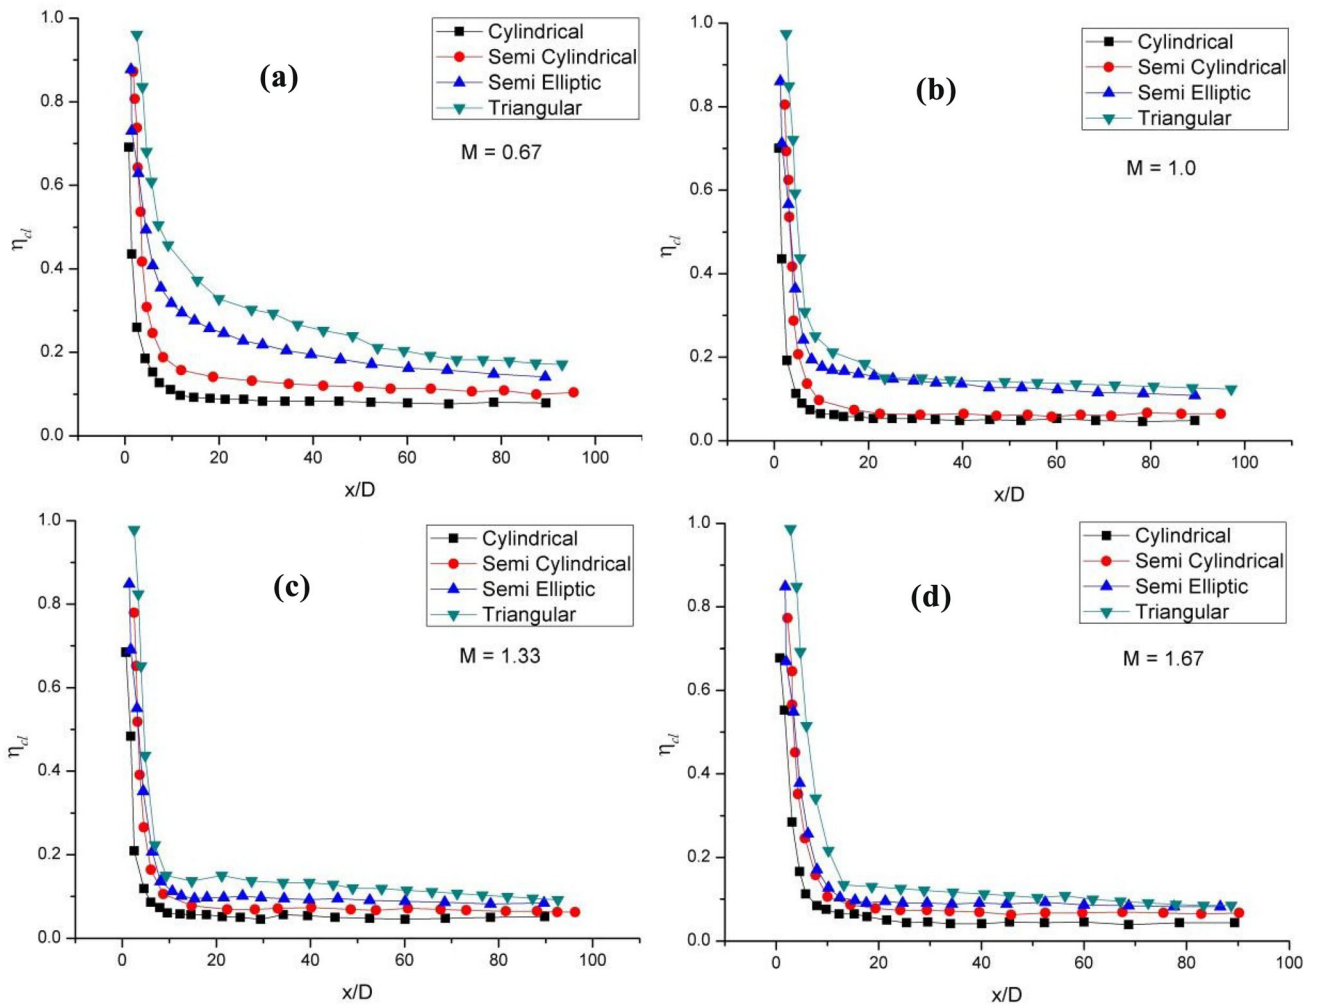 1.0
0.8
0.6
0.4
0.2
0.0
η_cl
0 20 40 60 80 100
x/D
(a)
Cylindrical
Semi Cylindrical
Semi Elliptic
Triangular
M = 0.67
1.0
0.8
0.6
0.4
0.2
0.0
η_cl
0 20 40 60 80 100
x/D
(b)
Cylindrical
Semi Cylindrical
Semi Elliptic
Triangular
M = 1.0
1.0
0.8
0.6
0.4
0.2
0.0
η_cl
0 20 40 60 80 100
x/D
(c)
Cylindrical
Semi Cylindrical
Semi Elliptic
Triangular
M = 1.33
1.0
0.8
0.6
0.4
0.2
0.0
η_cl
0 20 40 60 80 100
x/D
(d)
Cylindrical
Semi Cylindrical
Semi Elliptic
Triangular
M = 1.67